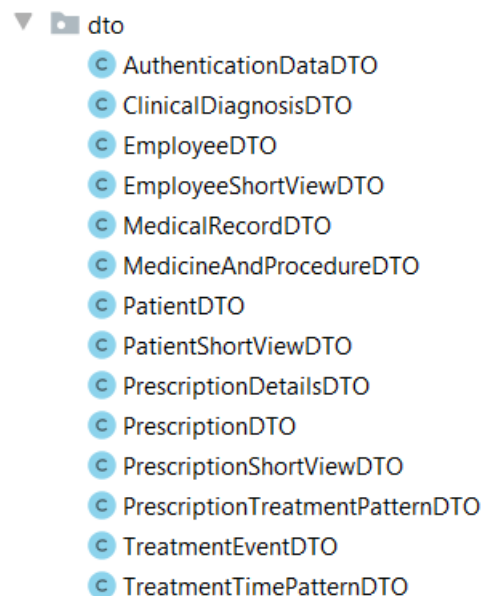 dto
C AuthenticationDataDTO
C ClinicalDiagnosisDTO
C EmployeeDTO
C EmployeeShortViewDTO
C MedicalRecordDTO
C MedicineAndProcedureDTO
C PatientDTO
C PatientShortViewDTO
C PrescriptionDetailsDTO
C PrescriptionDTO
C PrescriptionShortViewDTO
C PrescriptionTreatmentPatternDTO
C TreatmentEventDTO
C TreatmentTimePatternDTO